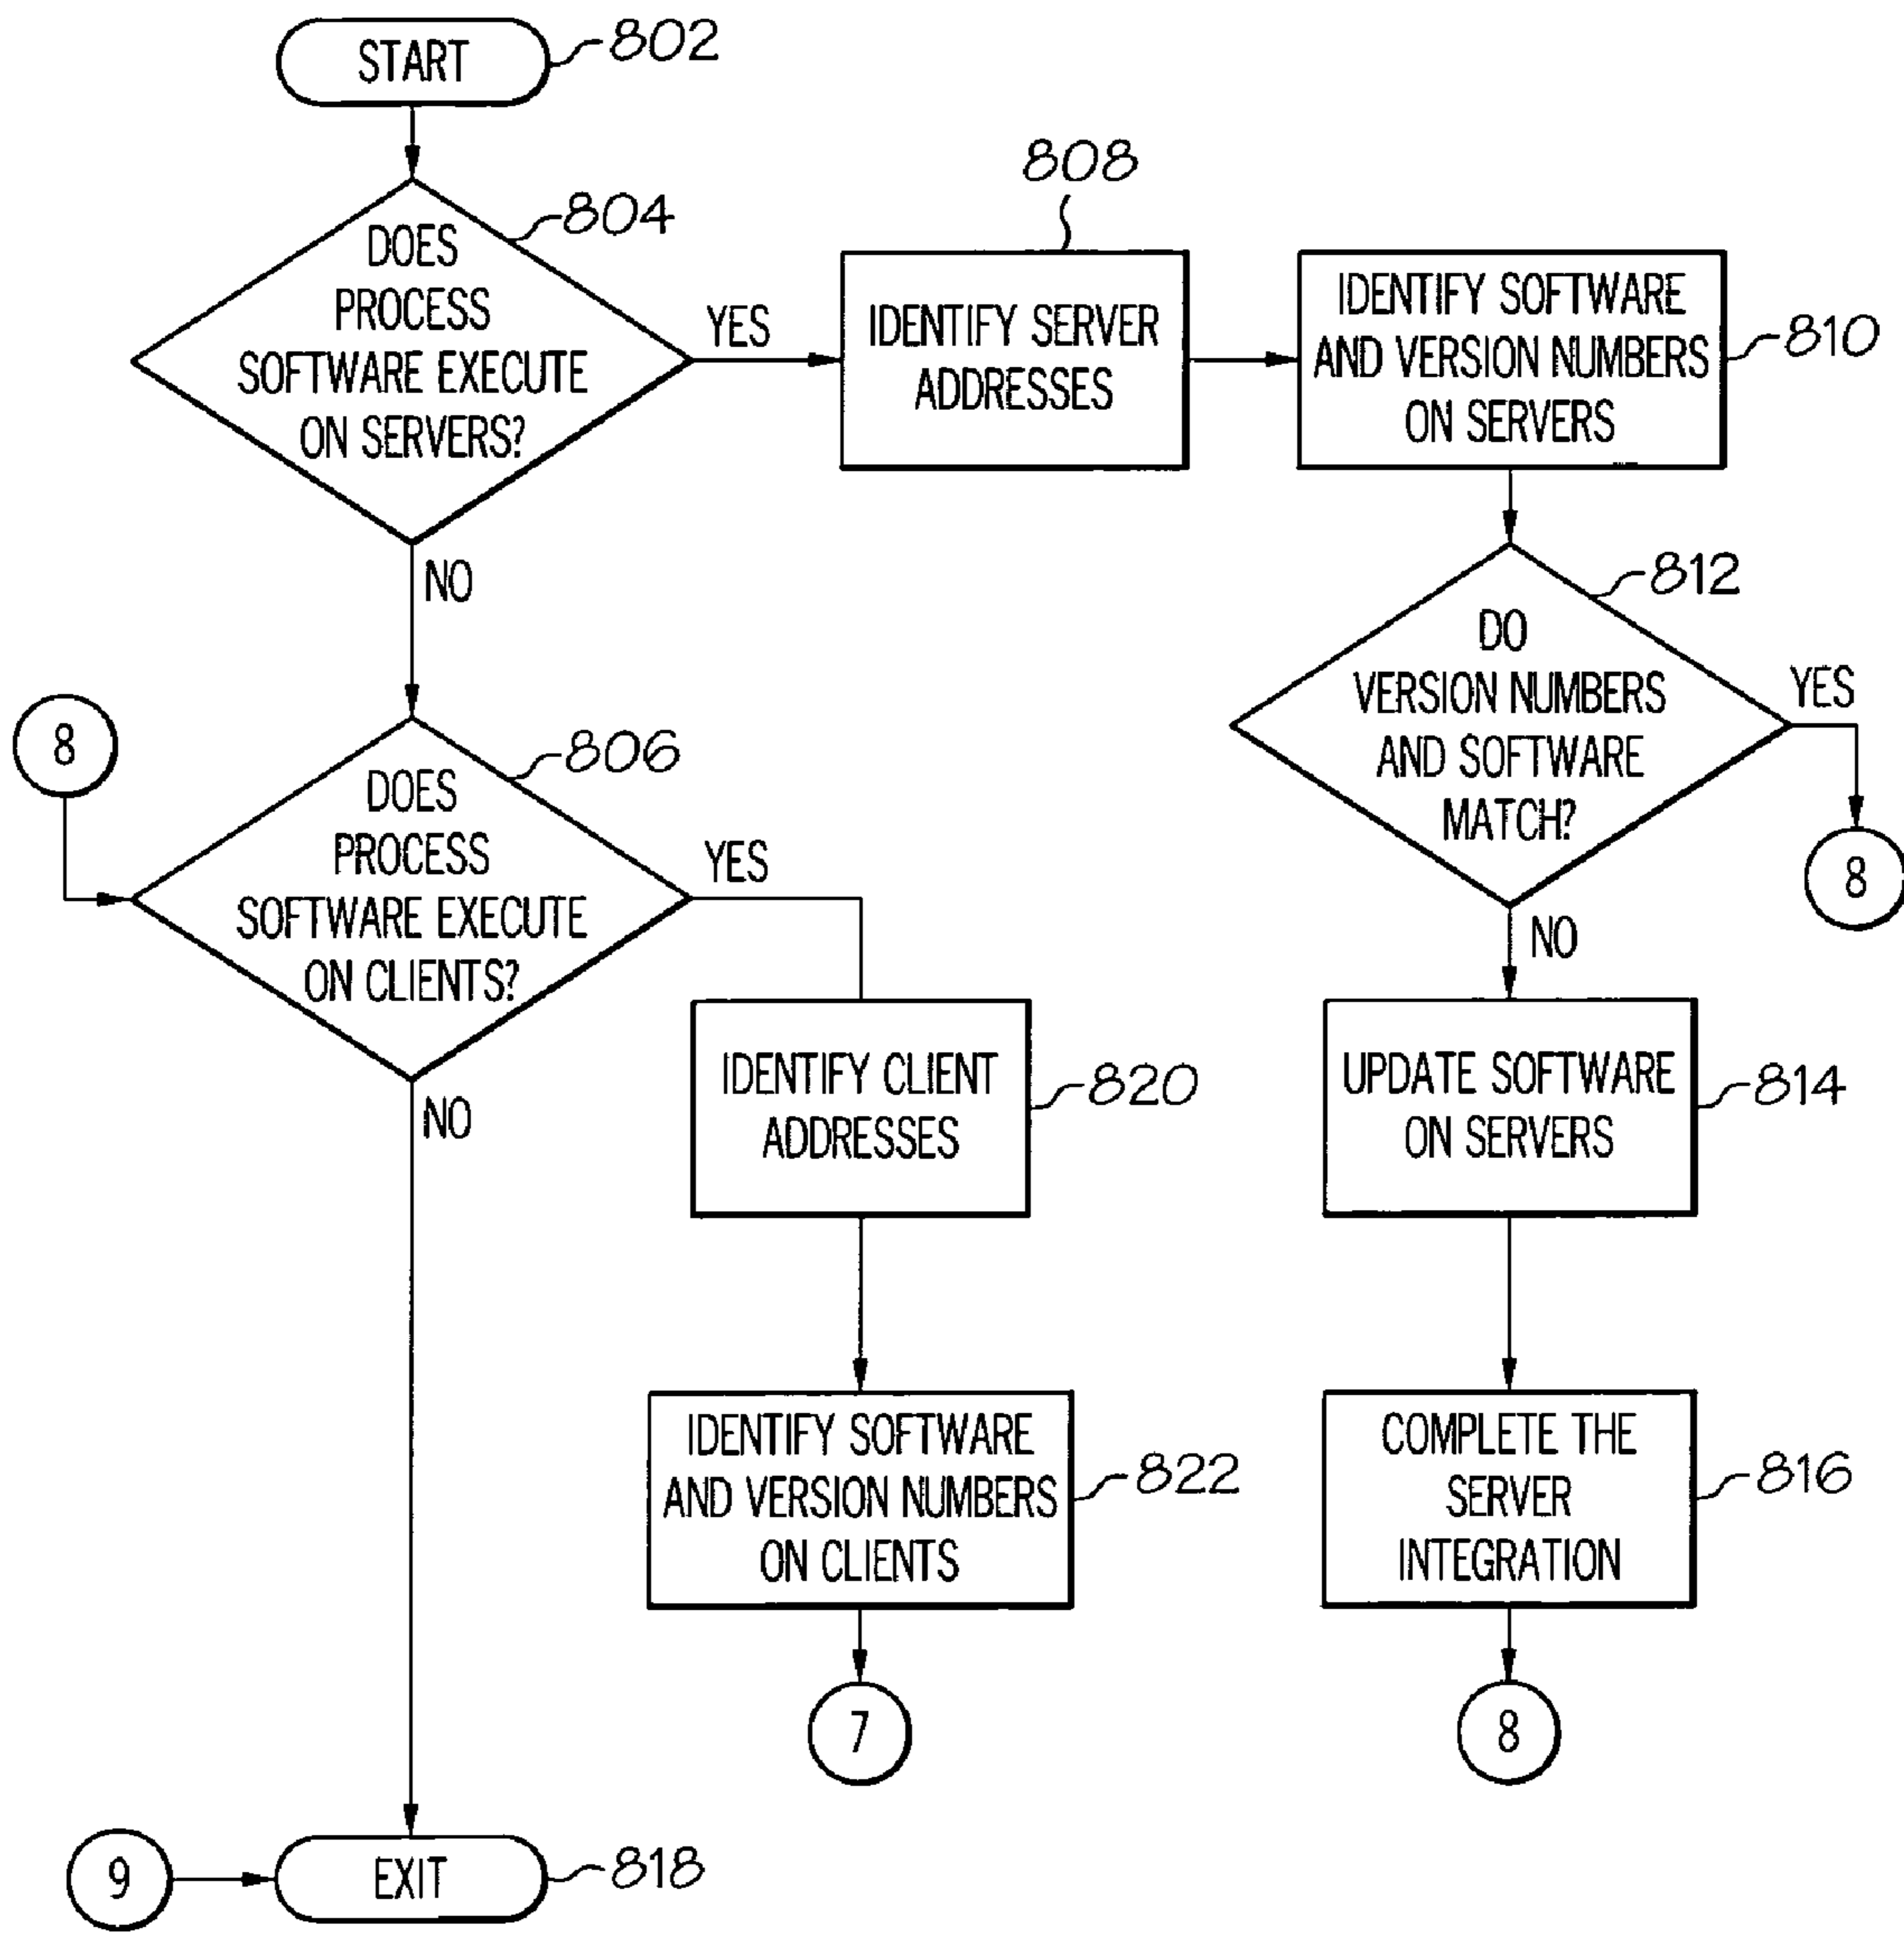 START
802
DOES
PROCESS
SOFTWARE EXECUTE
ON SERVERS?
804
YES
NO
808
IDENTIFY SERVER
ADDRESSES
IDENTIFY SOFTWARE
AND VERSION NUMBERS
ON SERVERS
810
812
DO
VERSION NUMBERS
AND SOFTWARE
MATCH?
YES
8
NO
8
DOES
PROCESS
SOFTWARE EXECUTE
ON CLIENTS?
806
YES
NO
IDENTIFY CLIENT
ADDRESSES
820
UPDATE SOFTWARE
ON SERVERS
814
IDENTIFY SOFTWARE
AND VERSION NUMBERS
ON CLIENTS
822
COMPLETE THE
SERVER
INTEGRATION
816
7
8
9
EXIT
818